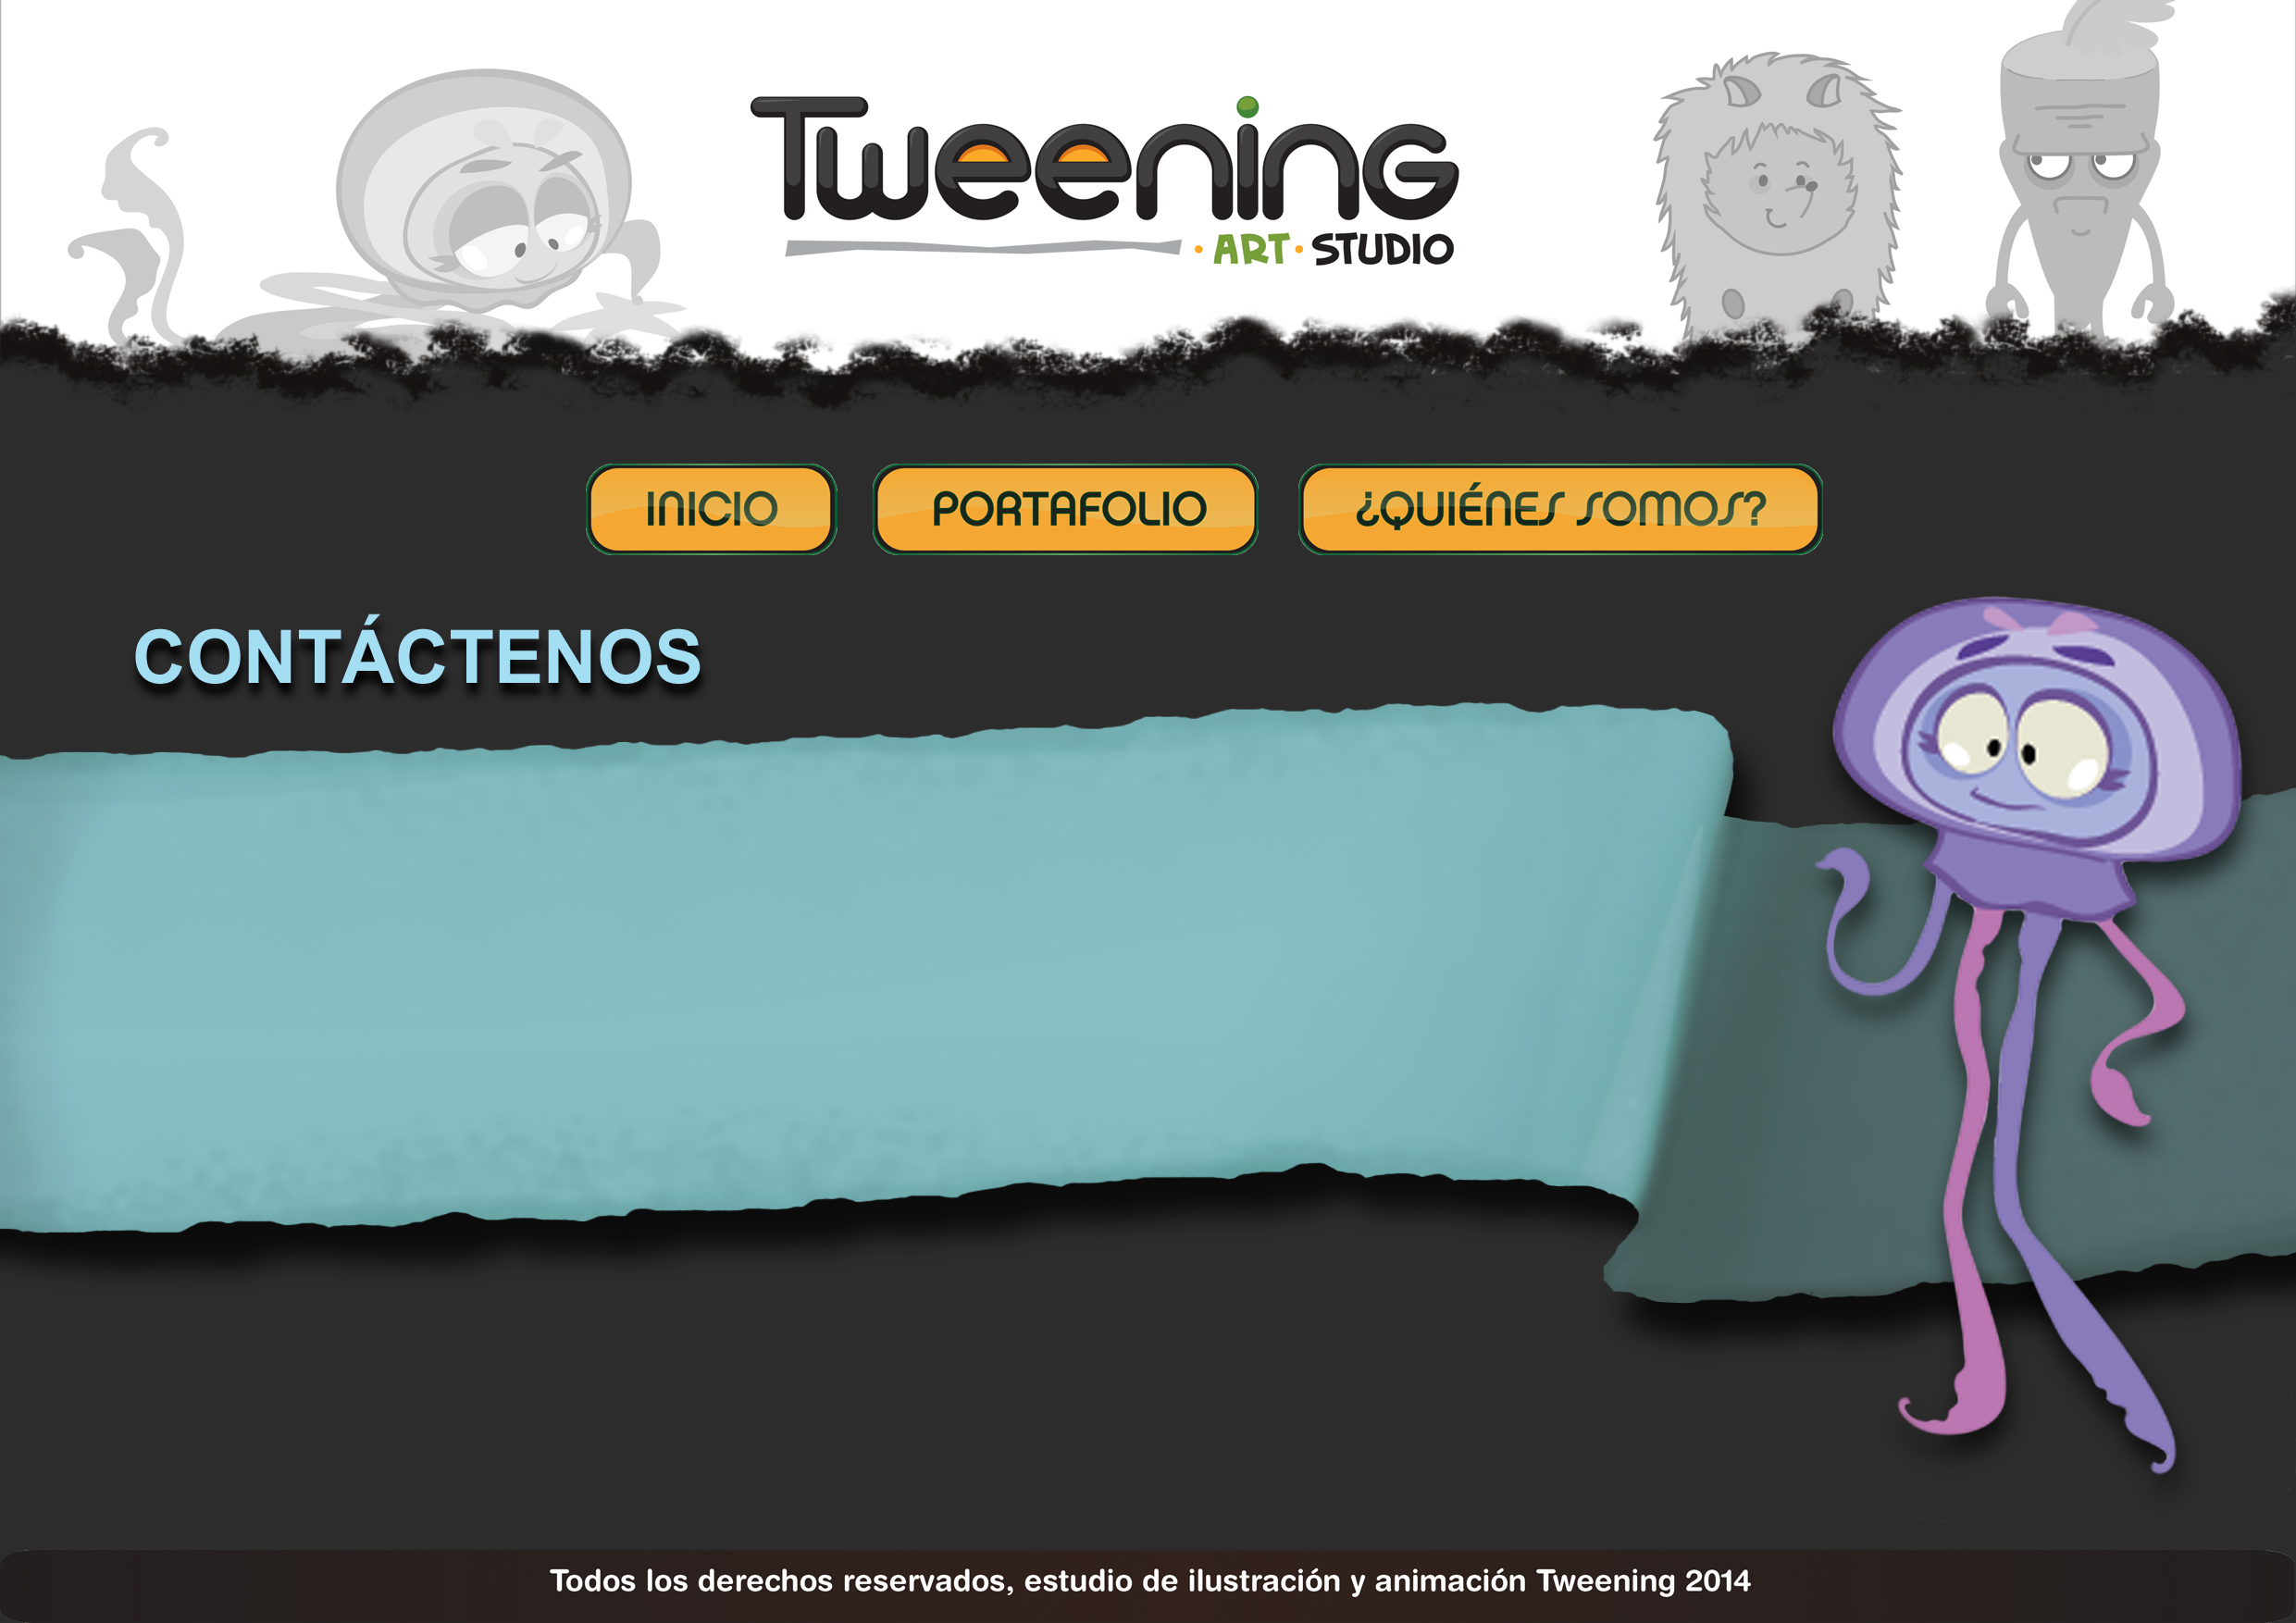 Tweening
• ART • STUDIO
INICIO
PORTAFOLIO
¿QUIÉNES SOMOS?
CONTÁCTENOS
Todos los derechos reservados, estudio de ilustración y animación Tweening 2014